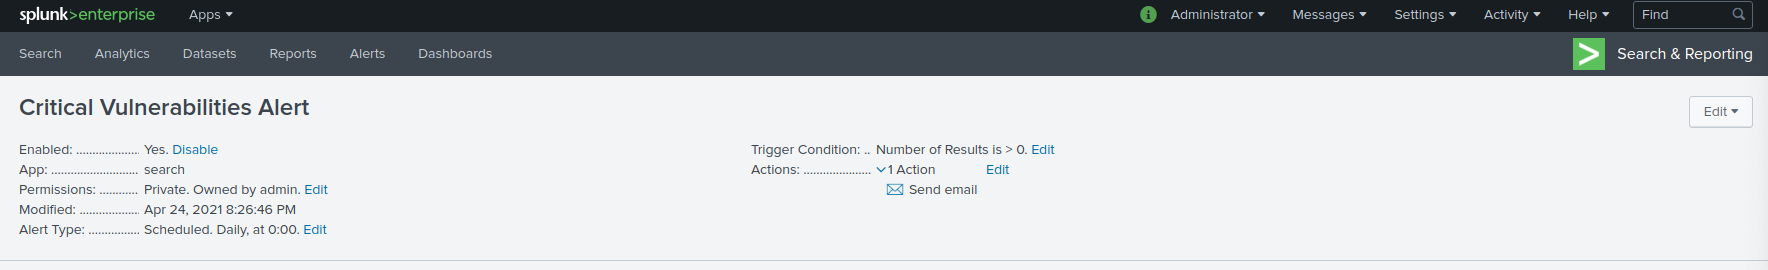 splunk>enterprise Apps Administrator Messages Settings Activity Help Find
Search Analytics Datasets Reports Alerts Dashboards Search & Reporting
Critical Vulnerabilities Alert
Edit
Enabled: .................... Yes. Disable
App: ........................... search
Permissions: ............ Private. Owned by admin. Edit
Modified: ................... Apr 24, 2021 8:26:46 PM
Alert Type: ................ Scheduled. Daily, at 0:00. Edit
Trigger Condition: .. Number of Results is > 0. Edit
Actions: ..................... 1 Action Edit
Send email